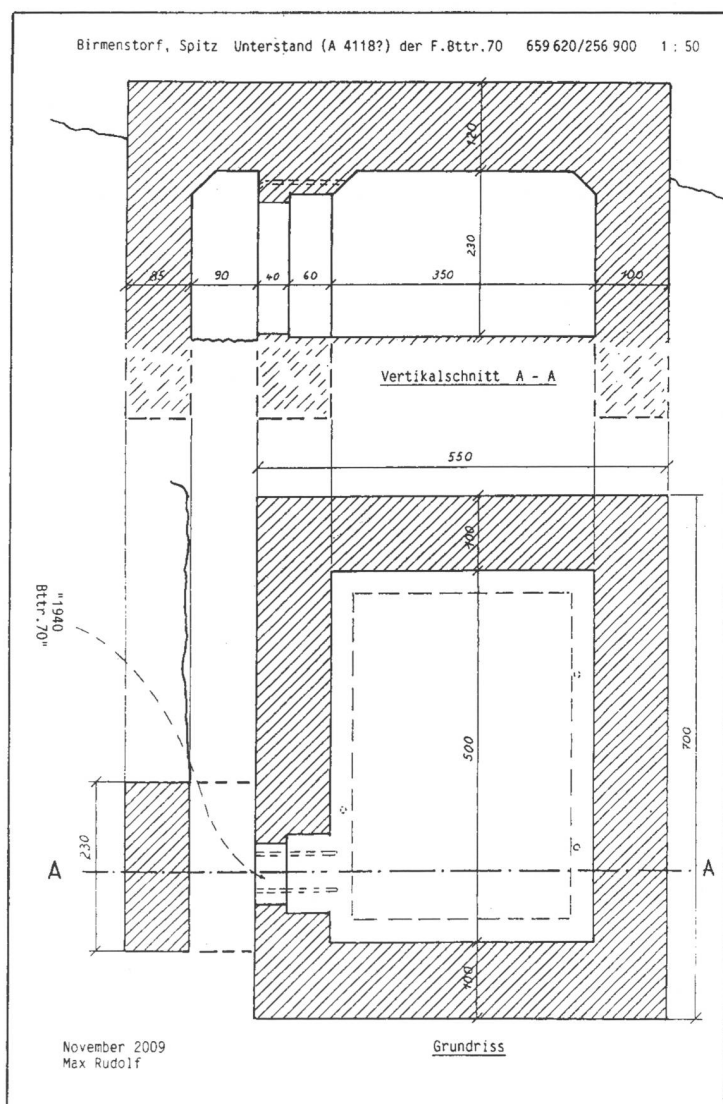 Birmenstorf, Spitz Unterstand (A 4118?) der F.Bttr.70 659 620/256 900 1 : 50
120
230
85 90 40 60 350 100
Vertikalschnitt A - A
550
100
"1940
Bttr.70"
500
700
230
A A
100
November 2009
Max Rudolf
Grundriss